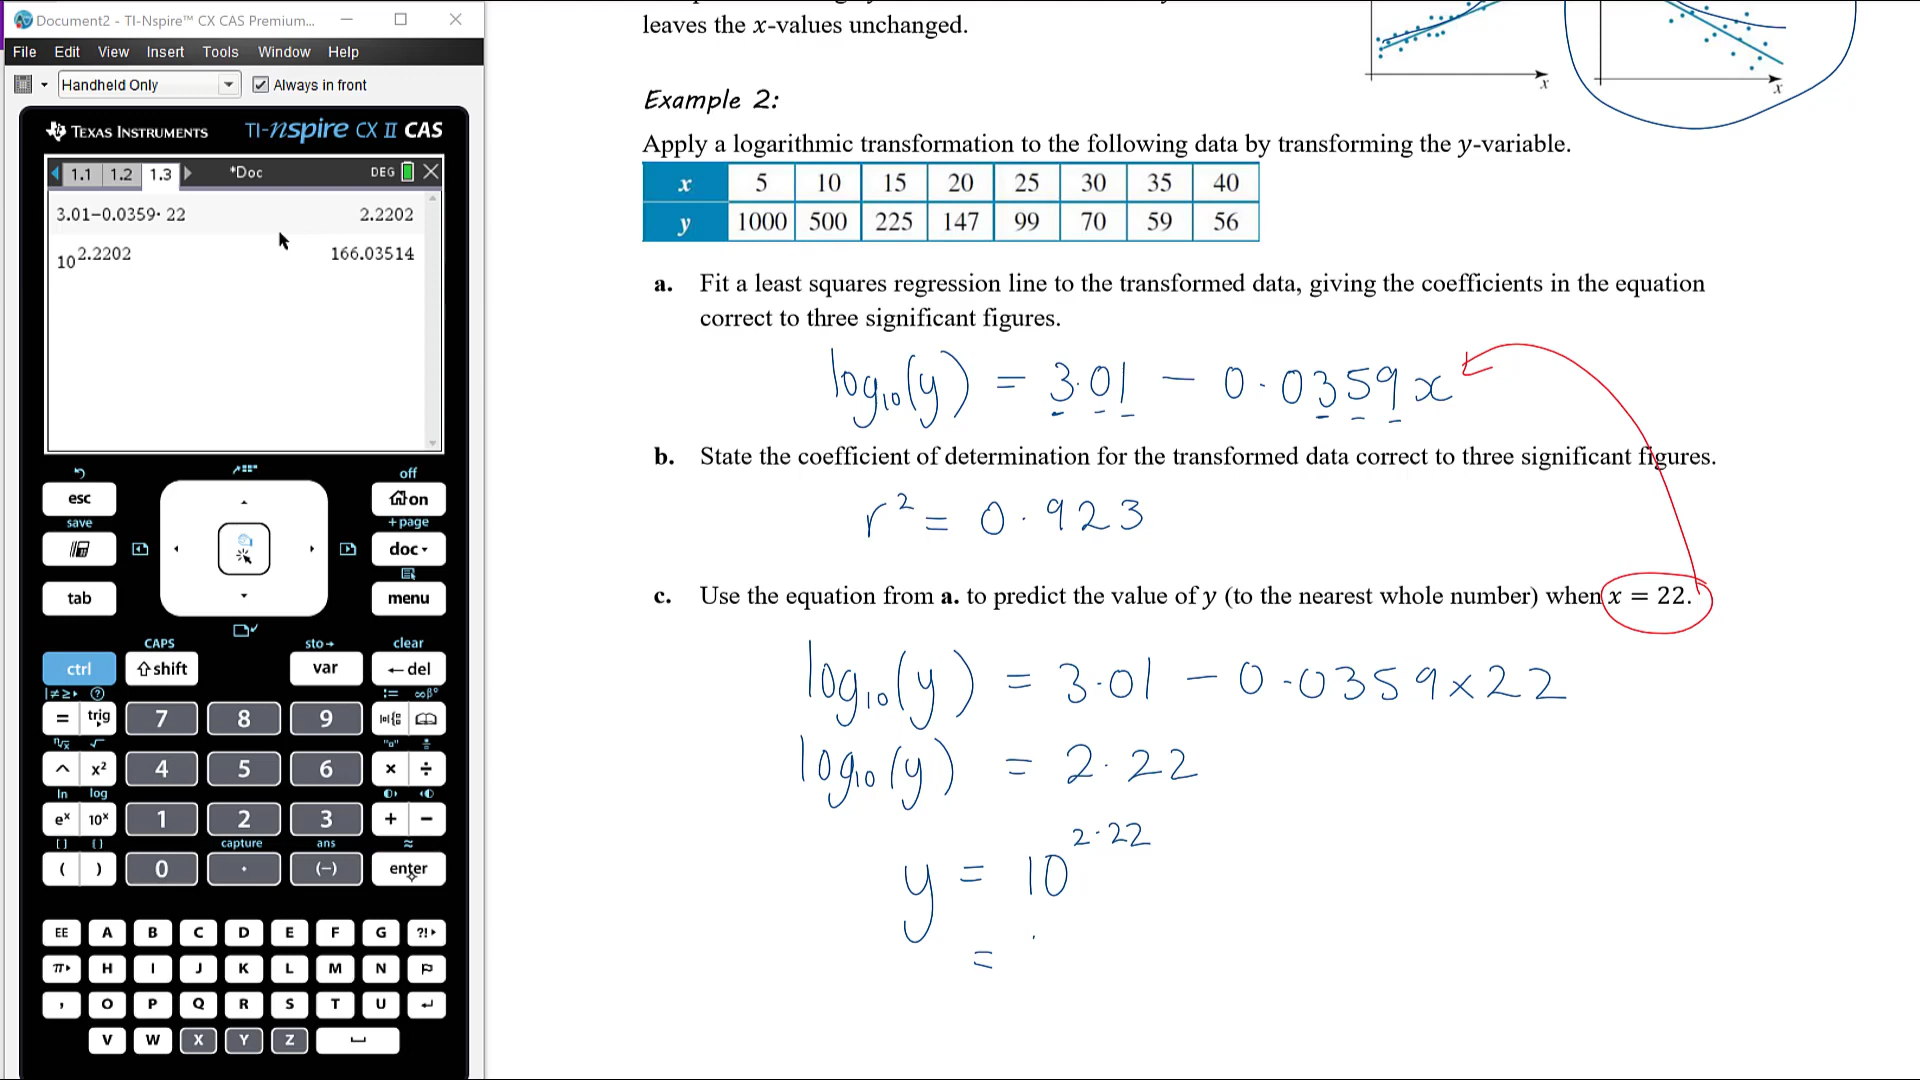 Document2 - TI-Nspire™ CX CAS Premium...
File Edit View Insert Tools Window Help
Handheld Only Always in front
TEXAS INSTRUMENTS TI-nspire CX II CAS
1.1 1.2 1.3 *Doc DEG
3.01−0.0359· 22 2.2202
10^2.2202 166.03514
off
esc on
save +page
doc
tab menu
CAPS sto→ clear
ctrl shift var ←del
|≠≥▸ ? := ∞β°
= trig 7 8 9
^ x² 4 5 6 × ÷
ln log
eˣ 10ˣ 1 2 3 + −
[] {} capture ans ≈
( ) 0 . (−) enter
EE A B C D E F G ?!▸
π▸ H I J K L M N
, O P Q R S T U ↵
V W X Y Z
leaves the x-values unchanged.
x x
Example 2:
Apply a logarithmic transformation to the following data by transforming the y-variable.
x 5 10 15 20 25 30 35 40
y 1000 500 225 147 99 70 59 56
a. Fit a least squares regression line to the transformed data, giving the coefficients in the equation
correct to three significant figures.
log₁₀(y) = 3.01 − 0.0359x
b. State the coefficient of determination for the transformed data correct to three significant figures.
r² = 0.923
c. Use the equation from a. to predict the value of y (to the nearest whole number) when x = 22.
log₁₀(y) = 3.01 − 0.0359×22
log₁₀(y) = 2.22
y = 10^2.22
=